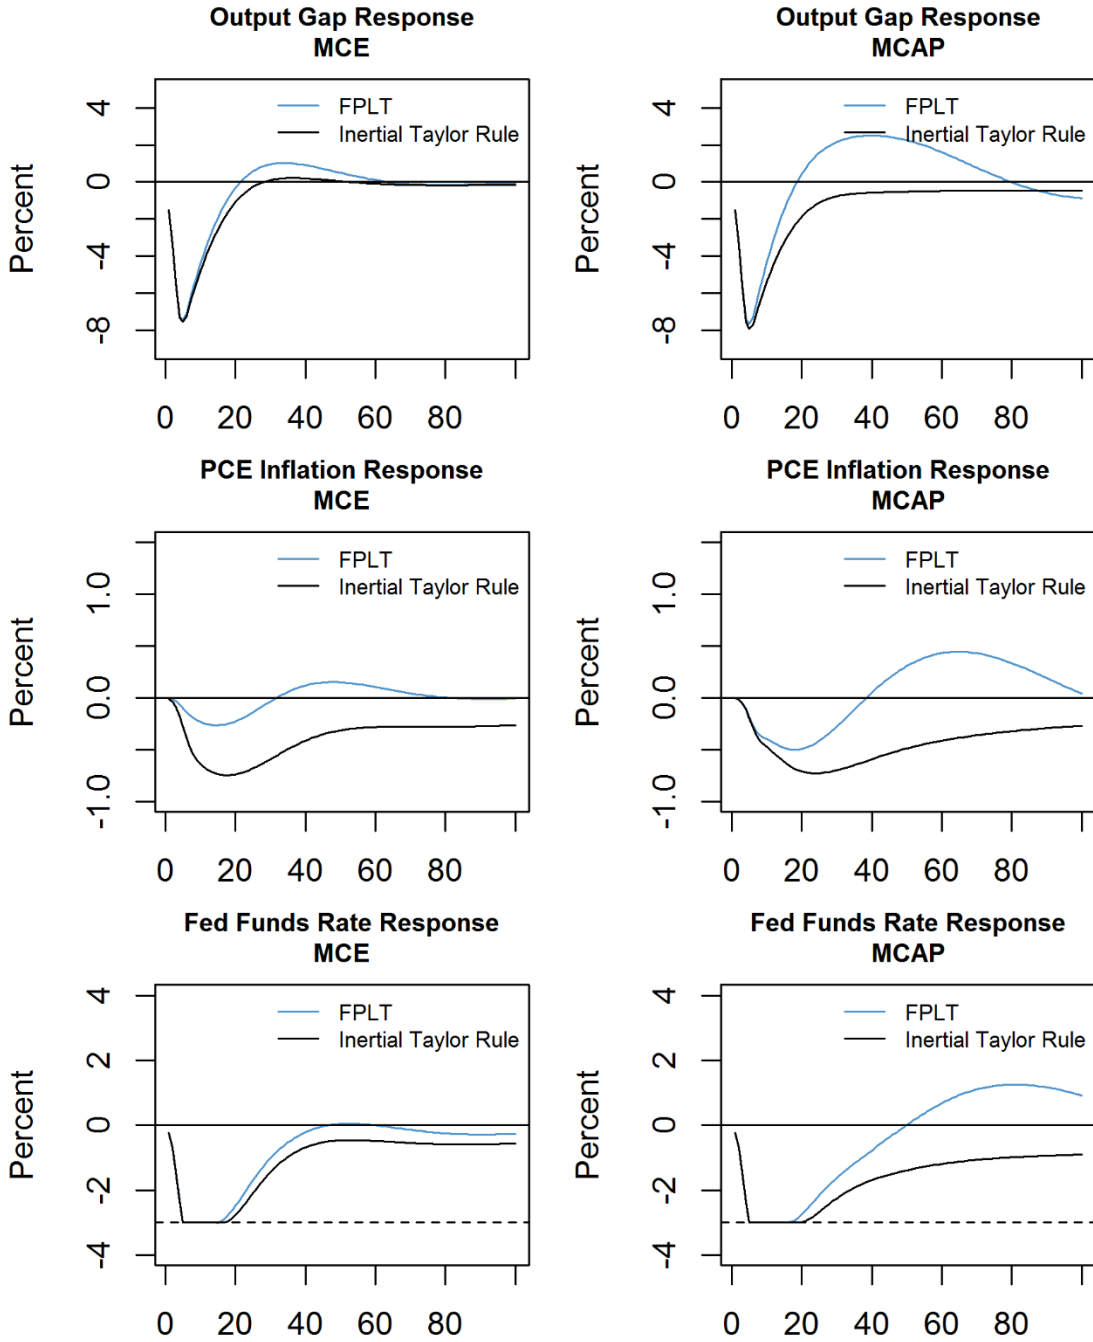 Output Gap Response
MCE
Percent
4
0
-4
-8
FPLT
Inertial Taylor Rule
0 20 40 60 80
Output Gap Response
MCAP
Percent
4
0
-4
-8
FPLT
Inertial Taylor Rule
0 20 40 60 80
PCE Inflation Response
MCE
Percent
1.0
0.0
-1.0
FPLT
Inertial Taylor Rule
0 20 40 60 80
PCE Inflation Response
MCAP
Percent
1.0
0.0
-1.0
FPLT
Inertial Taylor Rule
0 20 40 60 80
Fed Funds Rate Response
MCE
Percent
4
2
0
-2
-4
FPLT
Inertial Taylor Rule
0 20 40 60 80
Fed Funds Rate Response
MCAP
Percent
4
2
0
-2
-4
FPLT
Inertial Taylor Rule
0 20 40 60 80